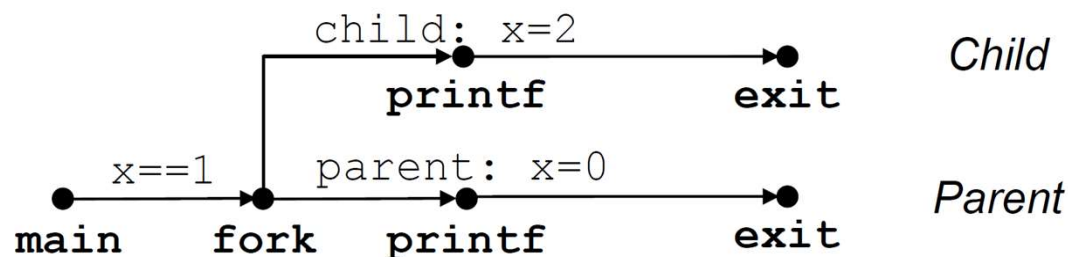 child: x=2
Child
printf exit
x==1 parent: x=0
Parent
main fork printf exit